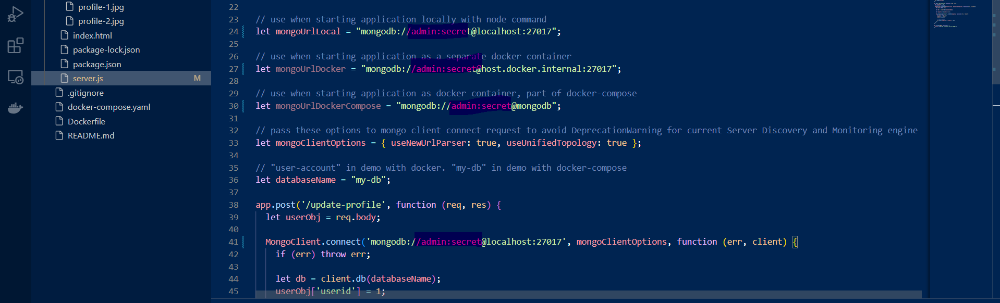 profile-1.jpg
profile-2.jpg
index.html
package-lock.json
package.json
server.js M
.gitignore
docker-compose.yaml
Dockerfile
README.md
22
23 // use when starting application locally with node command
24 let mongoUrlLocal = "mongodb://admin:secret@localhost:27017";
25
26 // use when starting application as a separate docker container
27 let mongoUrlDocker = "mongodb://admin:secret@host.docker.internal:27017";
28
29 // use when starting application as docker container, part of docker-compose
30 let mongoUrlDockerCompose = "mongodb://admin:secret@mongodb";
31
32 // pass these options to mongo client connect request to avoid DeprecationWarning for current Server Discovery and Monitoring engine
33 let mongoClientOptions = { useNewUrlParser: true, useUnifiedTopology: true };
34
35 // "user-account" in demo with docker. "my-db" in demo with docker-compose
36 let databaseName = "my-db";
37
38 app.post('/update-profile', function (req, res) {
39 let userObj = req.body;
40
41 MongoClient.connect('mongodb://admin:secret@localhost:27017', mongoClientOptions, function (err, client) {
42 if (err) throw err;
43
44 let db = client.db(databaseName);
45 userObj['userid'] = 1;